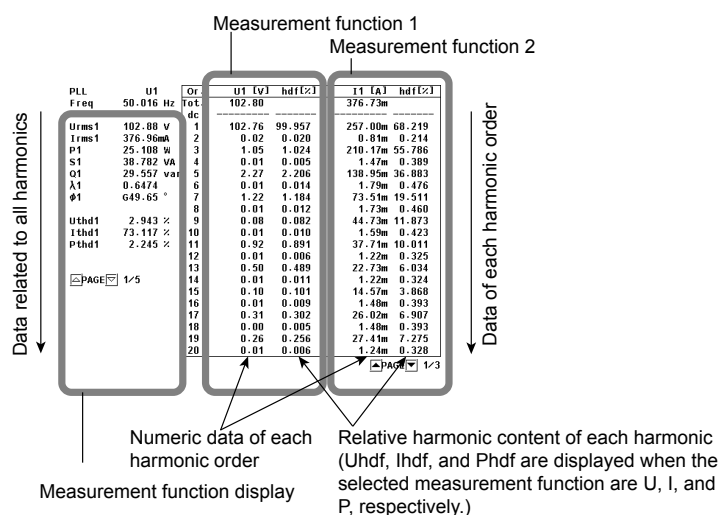 Measurement function 1
Measurement function 2
PLL U1 Or. U1 [V] hdf[%] I1 [A] hdf[%]
Freq 50.016 Hz Tot. 102.80 376.73m
dc ------- ------- ------- -------
Urms1 102.88 V 1 102.76 99.957 257.00m 68.219
Irms1 376.96mA 2 0.02 0.020 0.81m 0.214
P1 25.108 W 3 1.05 1.024 210.17m 55.786
S1 38.782 VA 4 0.01 0.005 1.47m 0.389
Q1 29.557 var 5 2.27 2.206 138.95m 36.883
λ1 0.6474 6 0.01 0.014 1.79m 0.476
φ1 G49.65 ° 7 1.22 1.184 73.51m 19.511
8 0.01 0.012 1.73m 0.460
Uthd1 2.943 % 9 0.08 0.082 44.73m 11.873
Ithd1 73.117 % 10 0.01 0.010 1.59m 0.423
Pthd1 2.245 % 11 0.92 0.891 37.71m 10.011
12 0.01 0.006 1.22m 0.325
13 0.50 0.489 22.73m 6.034
△PAGE▽ 1/5 14 0.01 0.011 1.22m 0.324
15 0.10 0.101 14.57m 3.868
16 0.01 0.009 1.48m 0.393
17 0.31 0.302 26.02m 6.907
18 0.00 0.005 1.48m 0.393
19 0.26 0.256 27.41m 7.275
20 0.01 0.006 1.24m 0.328
▲PAGE▼ 1/3
Data related to all harmonics
Data of each harmonic order
Numeric data of each
harmonic order
Relative harmonic content of each harmonic
(Uhdf, Ihdf, and Phdf are displayed when the
selected measurement function are U, I, and
P, respectively.)
Measurement function display